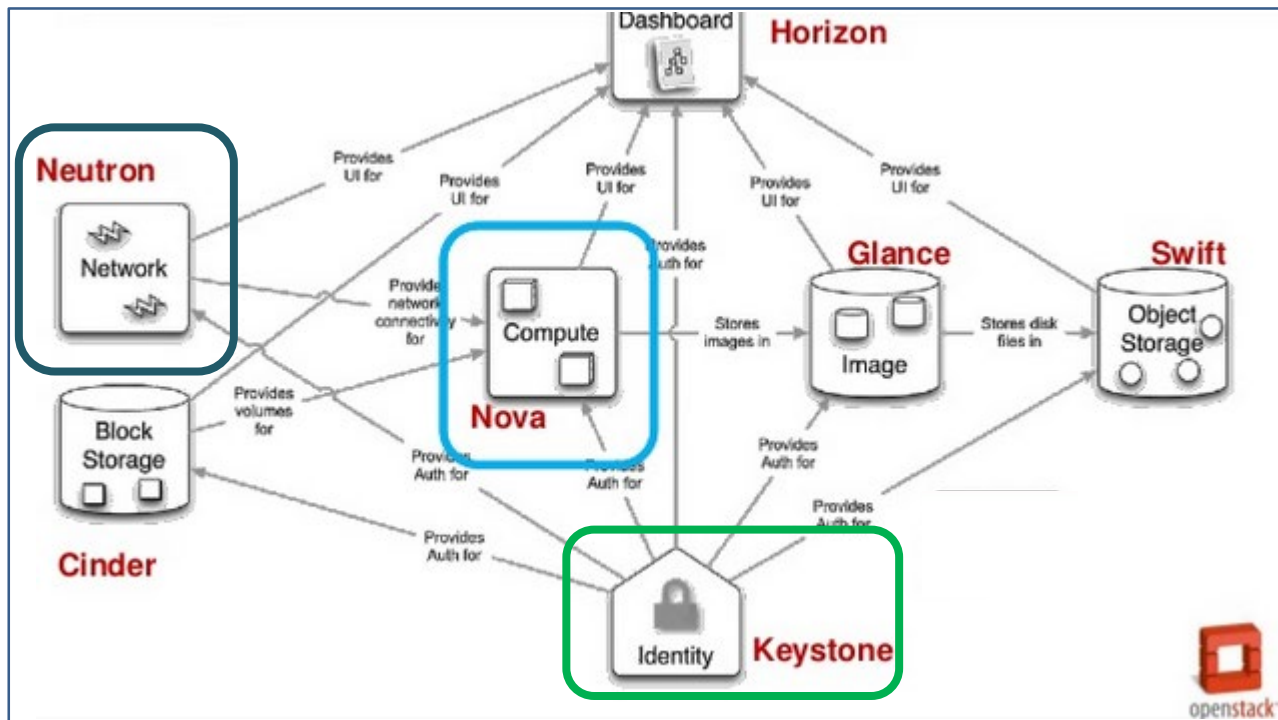 Dashboard
Horizon
Neutron
Network
Provides
UI for
Provides
UI for
Provides
UI for
Provides
UI for
Provides
UI for
Provides
Auth for
Glance
Swift
Provides
network
connectivity
for
Compute
Nova
Stores
images in
Image
Stores disk
files in
Object
Storage
Block
Storage
Cinder
Provides
volumes
for
Provides
Auth for
Provides
Auth for
Provides
Auth for
Provides
Auth for
Provides
Auth for
Identity
Keystone
openstack